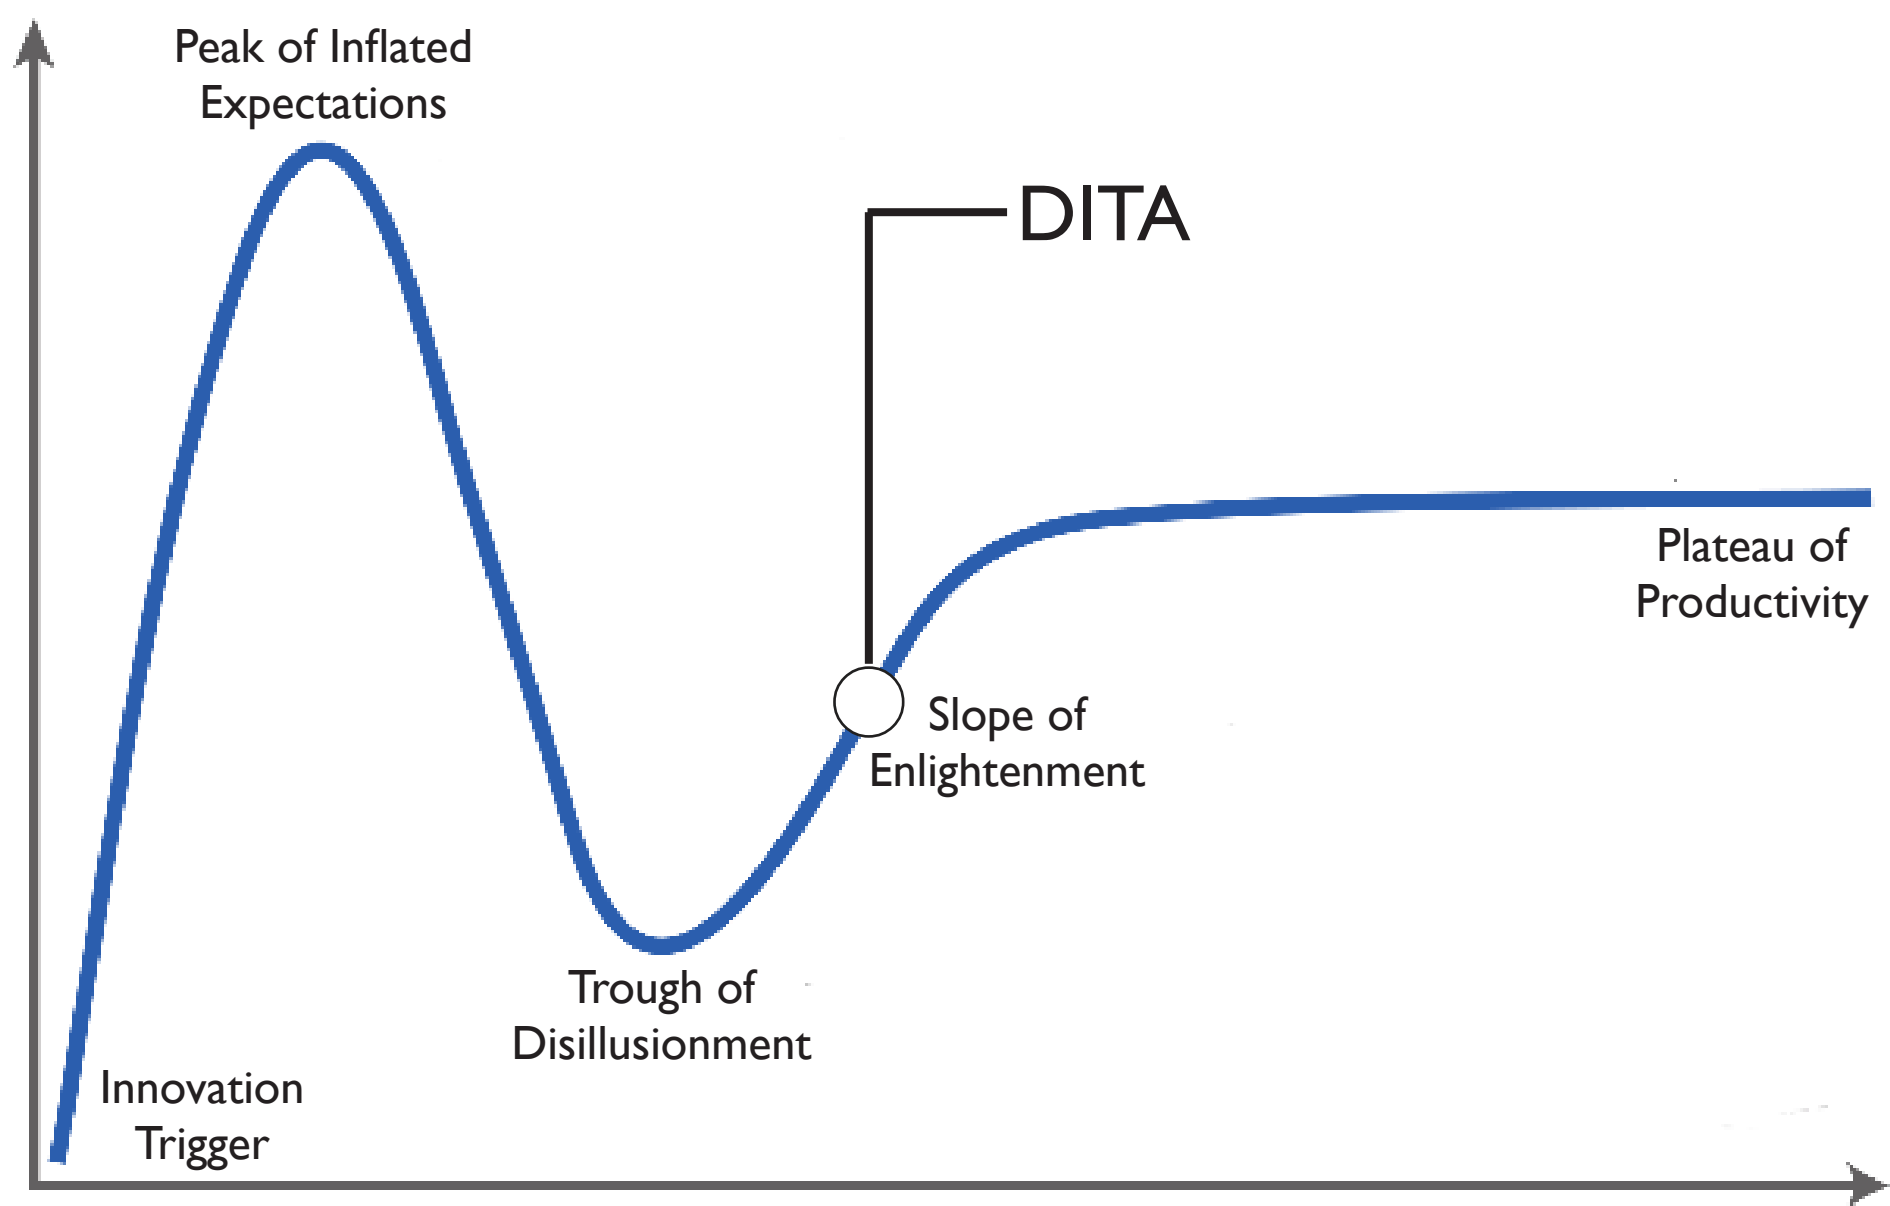 Peak of Inflated
Expectations
DITA
Plateau of
Productivity
Slope of
Enlightenment
Trough of
Disillusionment
Innovation
Trigger